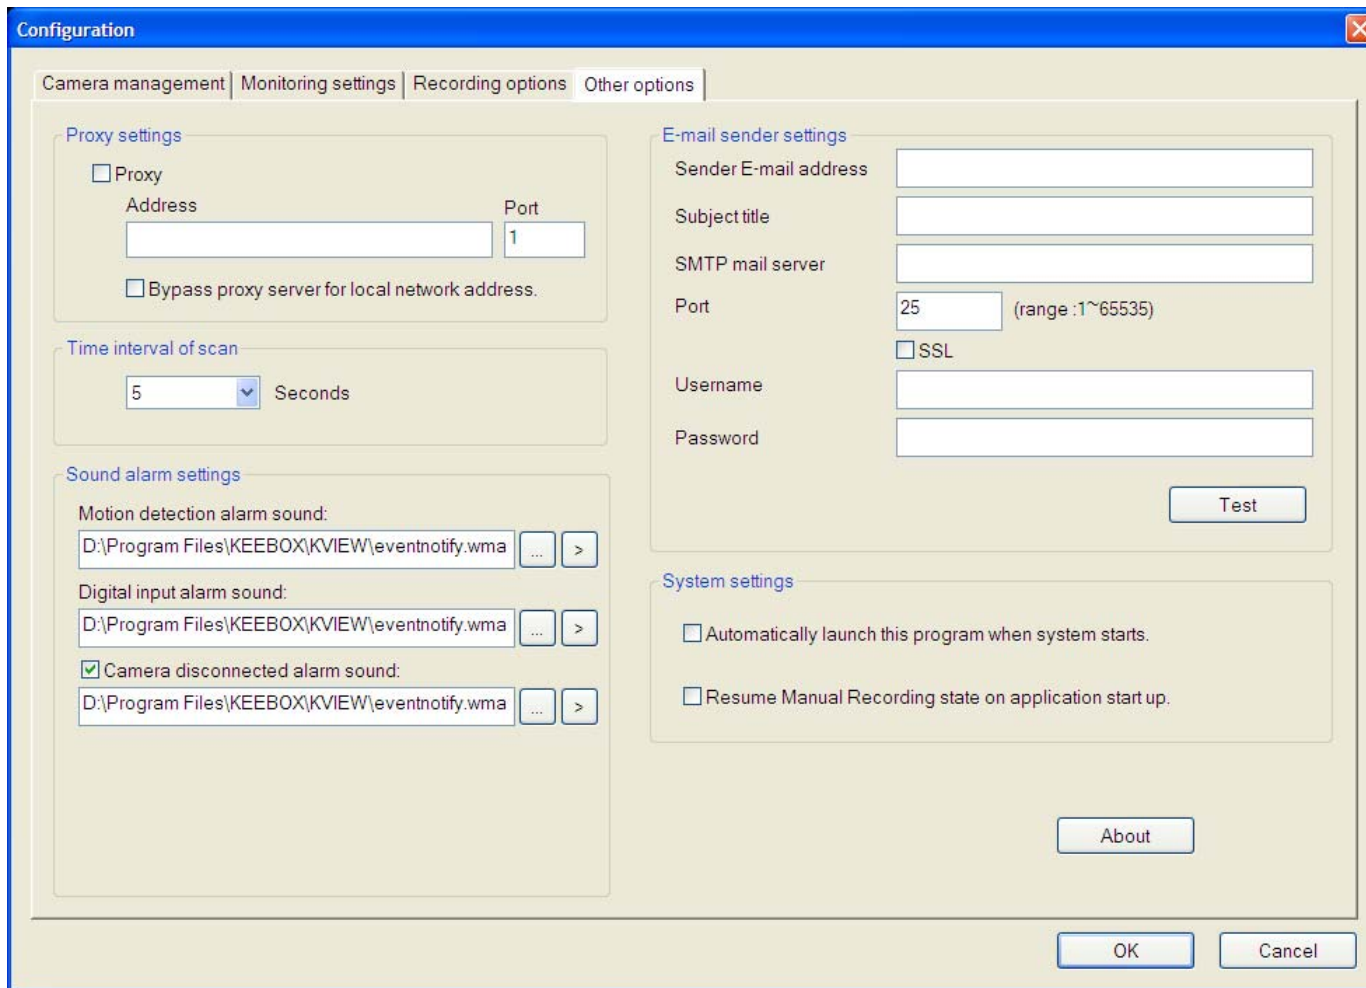 Configuration
Camera management
Monitoring settings
Recording options
Other options
Proxy settings
Proxy
Address
Port
1
Bypass proxy server for local network address.
Time interval of scan
5
Seconds
Sound alarm settings
Motion detection alarm sound:
D:\Program Files\KEEBOX\KVIEW\eventnotify.wma
...
>
Digital input alarm sound:
D:\Program Files\KEEBOX\KVIEW\eventnotify.wma
...
>
Camera disconnected alarm sound:
D:\Program Files\KEEBOX\KVIEW\eventnotify.wma
...
>
E-mail sender settings
Sender E-mail address
Subject title
SMTP mail server
Port
25
(range :1~65535)
SSL
Username
Password
Test
System settings
Automatically launch this program when system starts.
Resume Manual Recording state on application start up.
About
OK
Cancel